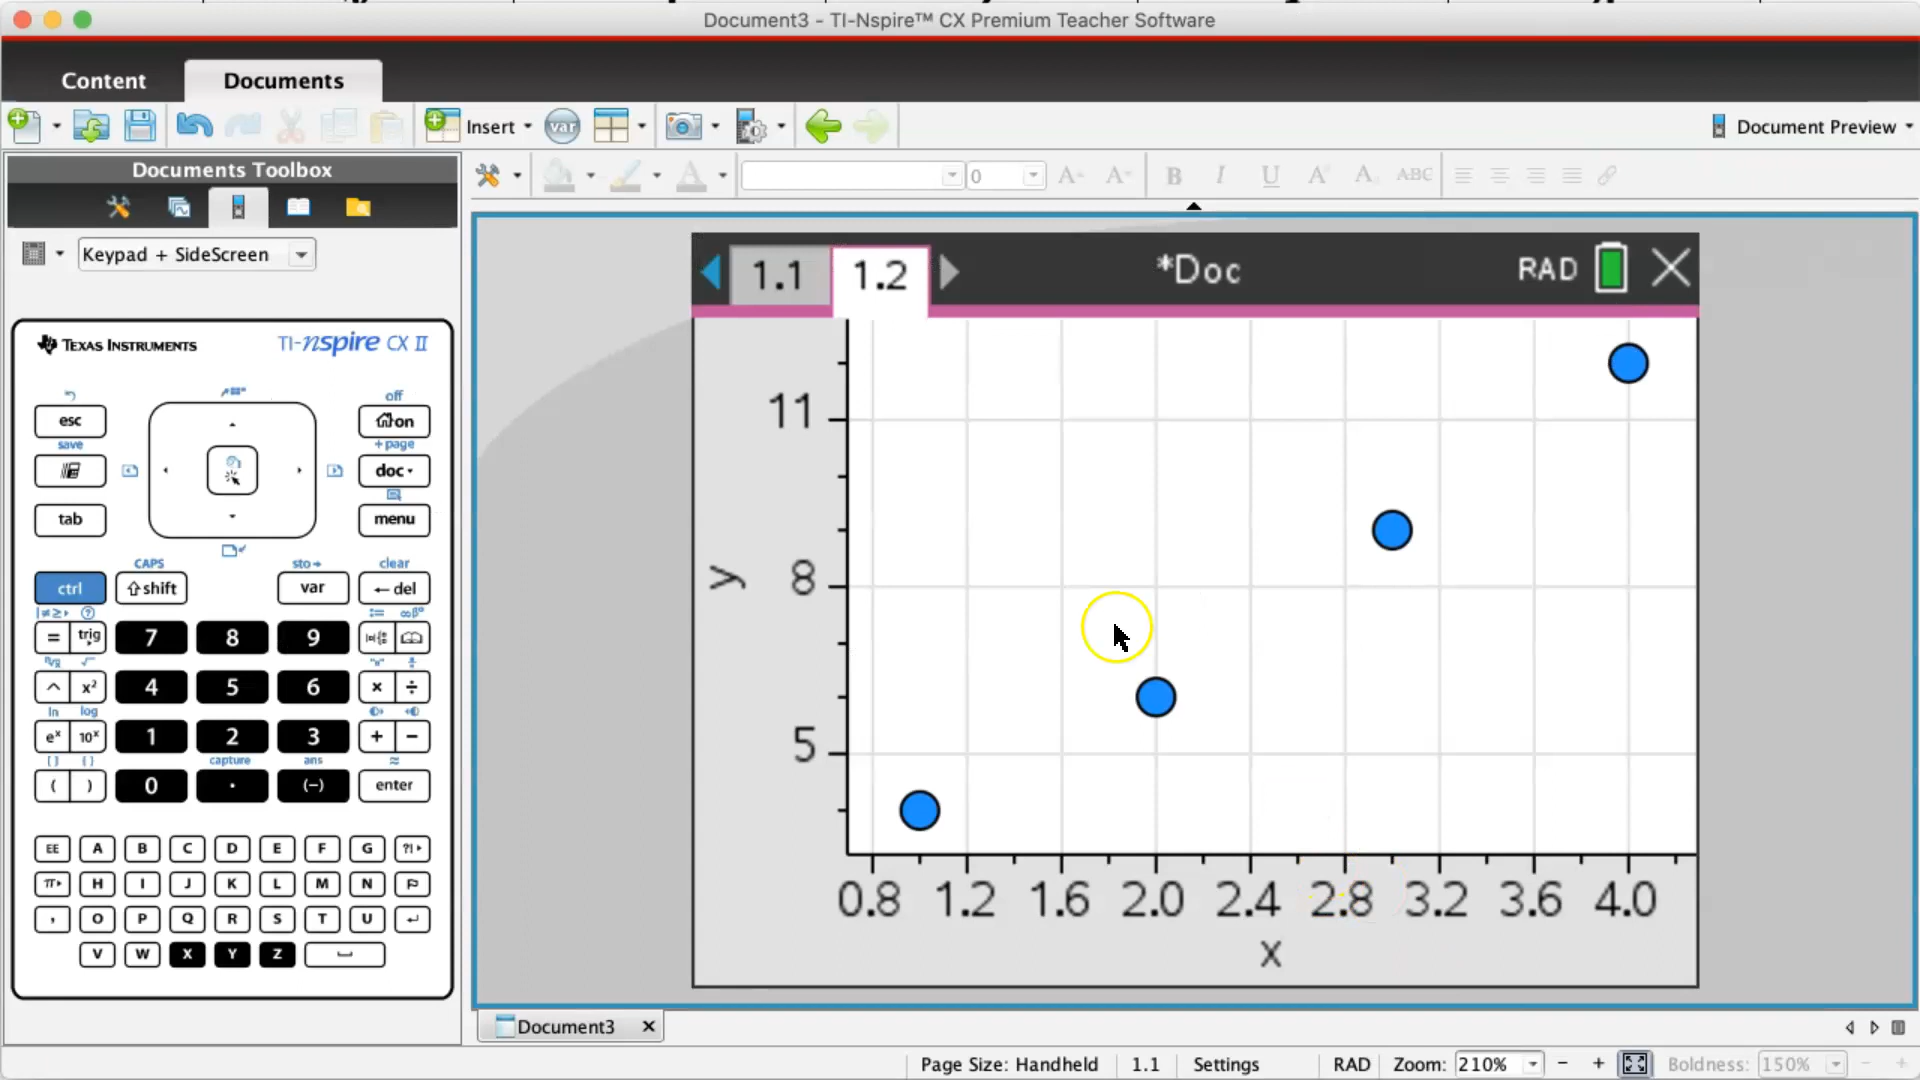 Document3 - TI-Nspire™ CX Premium Teacher Software
Content
Documents
Insert
var
Document Preview
Documents Toolbox
0
B I U A A ABC
Keypad + SideScreen
TEXAS INSTRUMENTS
TI-nspire CX II
off
esc
on
save
+ page
doc
tab
menu
CAPS
sto→
clear
ctrl
shift
var
←del
=
trig
7
8
9
^
x²
4
5
6
×
÷
ln
log
eˣ
10ˣ
1
2
3
+
−
capture
ans
(
)
0
.
(−)
enter
EE A B C D E F G ?!▸
π▸ H I J K L M N
, O P Q R S T U
V W X Y Z
1.1
1.2
*Doc
RAD
11
8
5
y
0.8 1.2 1.6 2.0 2.4 2.8 3.2 3.6 4.0
x
Document3
Page Size: Handheld
1.1
Settings
RAD
Zoom: 210%
− +
Boldness: 150%